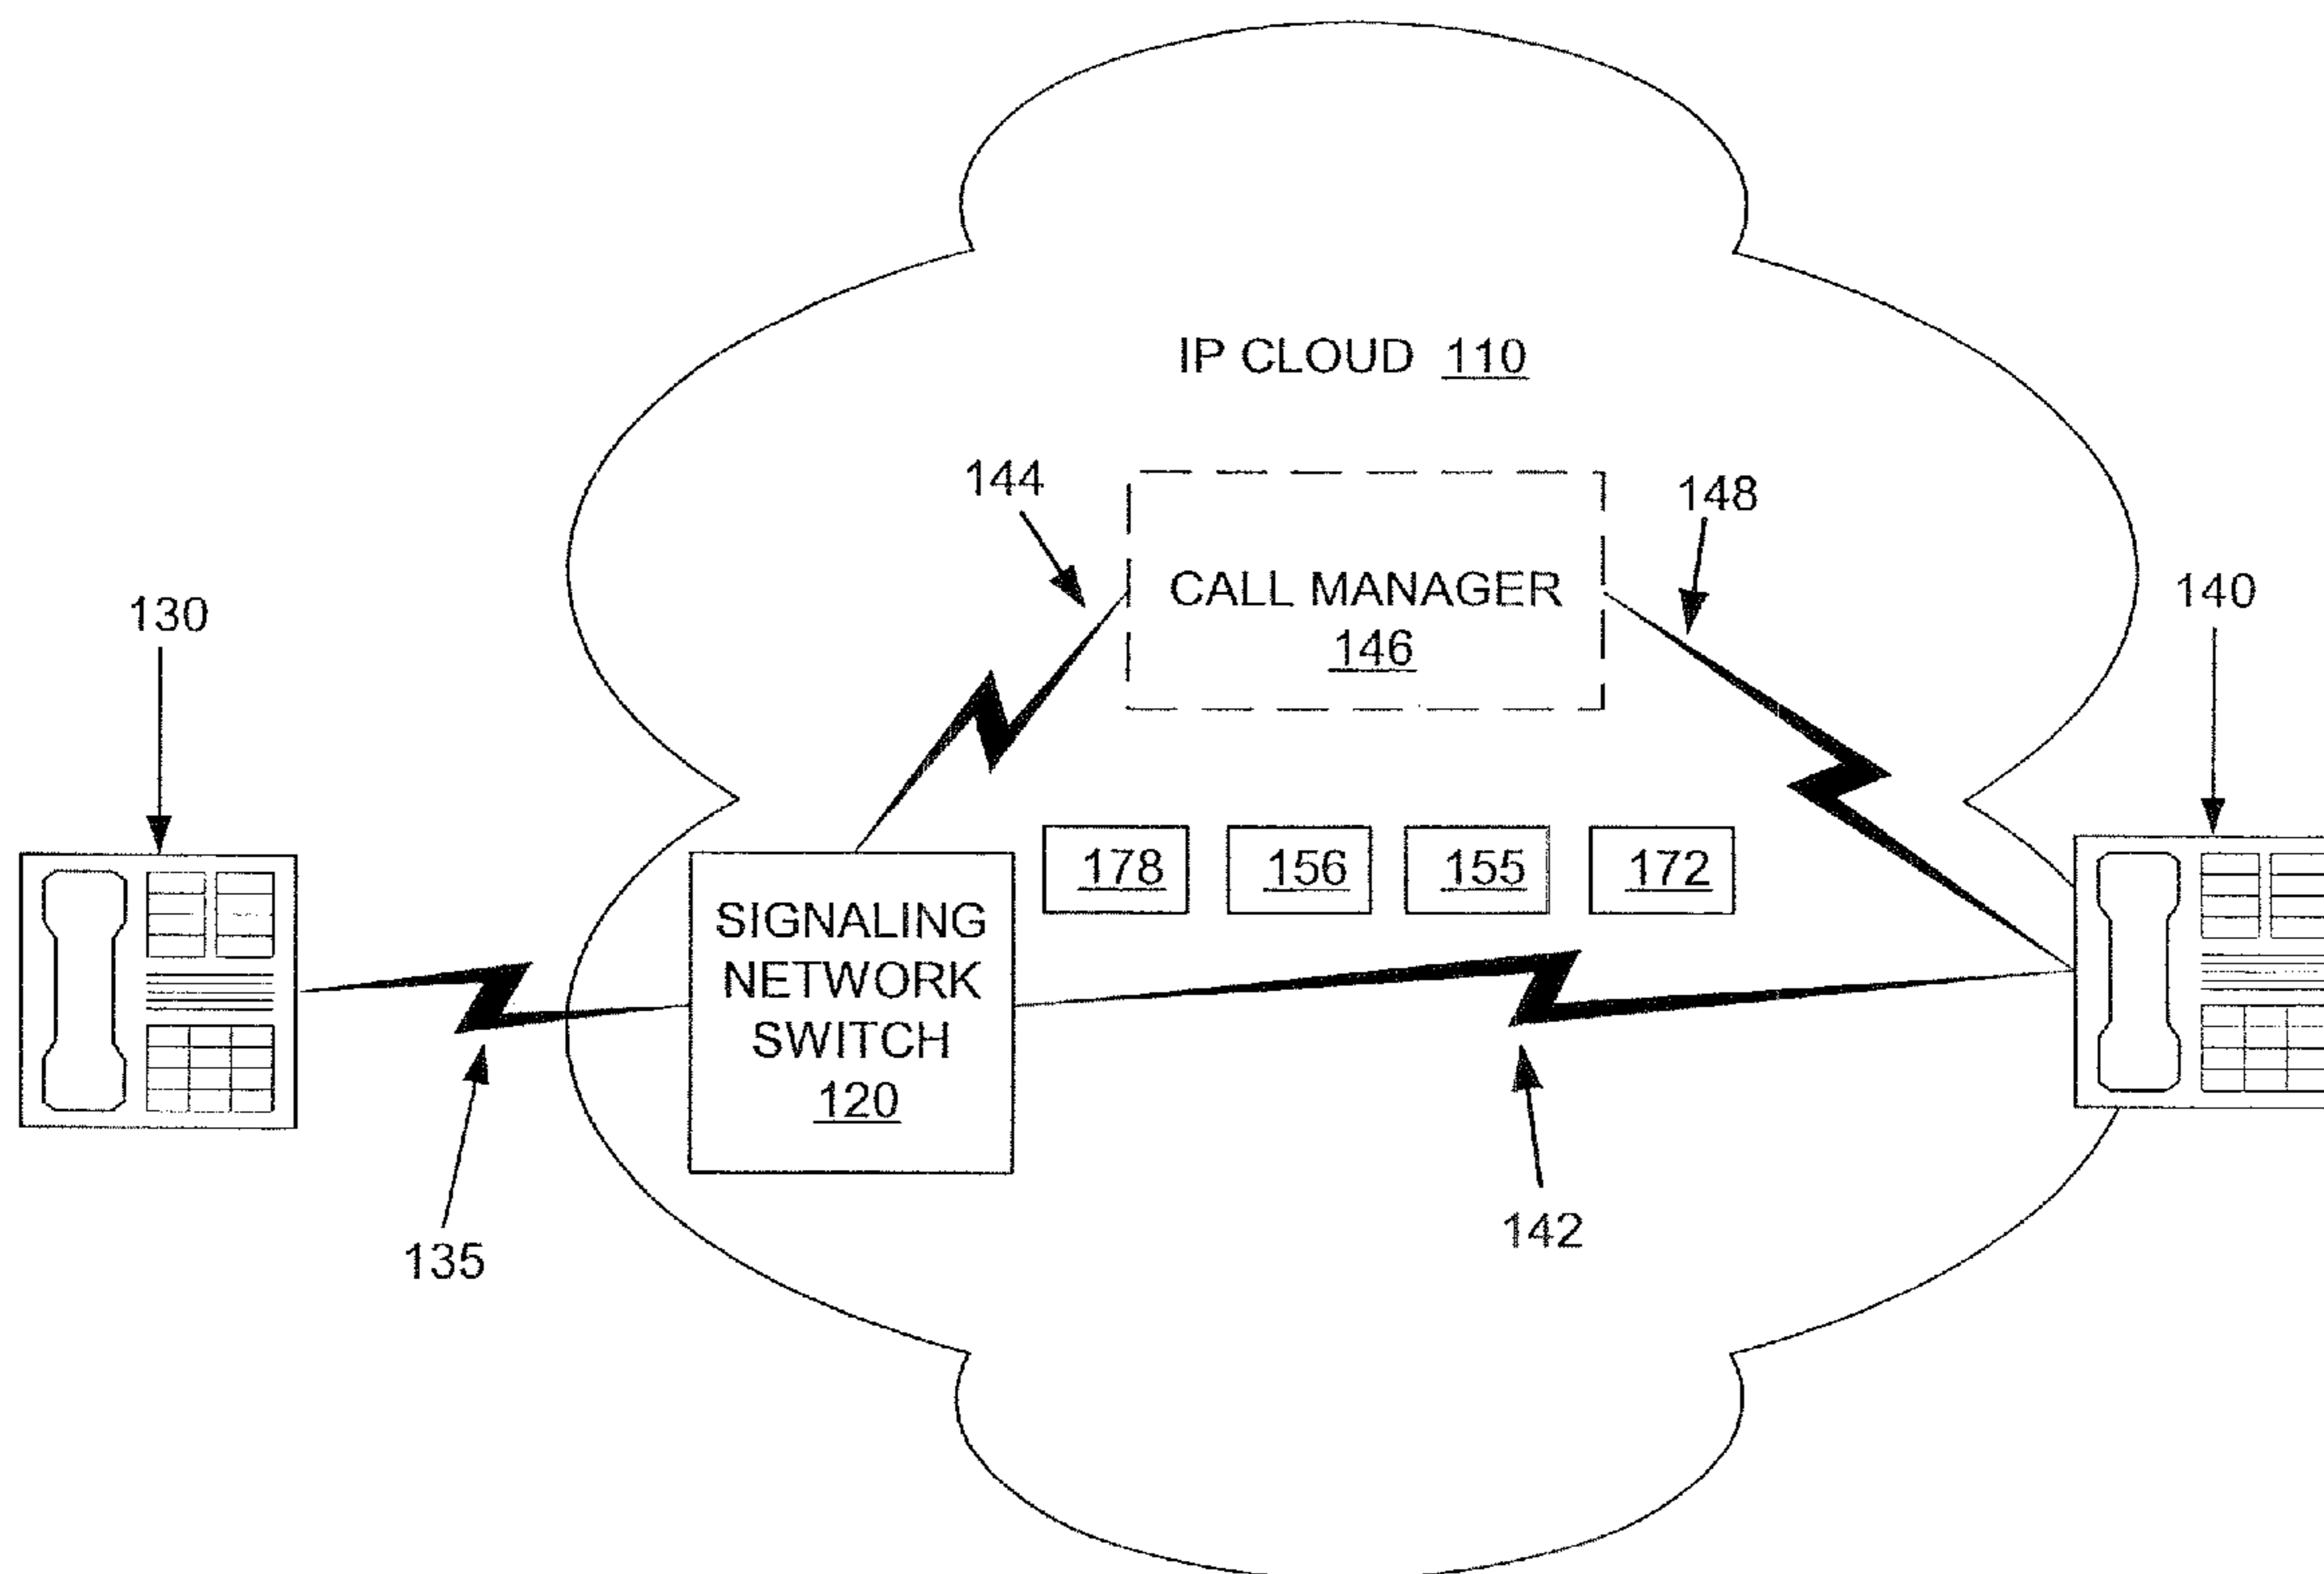 IP CLOUD 110
144
148
CALL MANAGER
146
130
140
178 156 155 172
SIGNALING
NETWORK
SWITCH
120
135
142